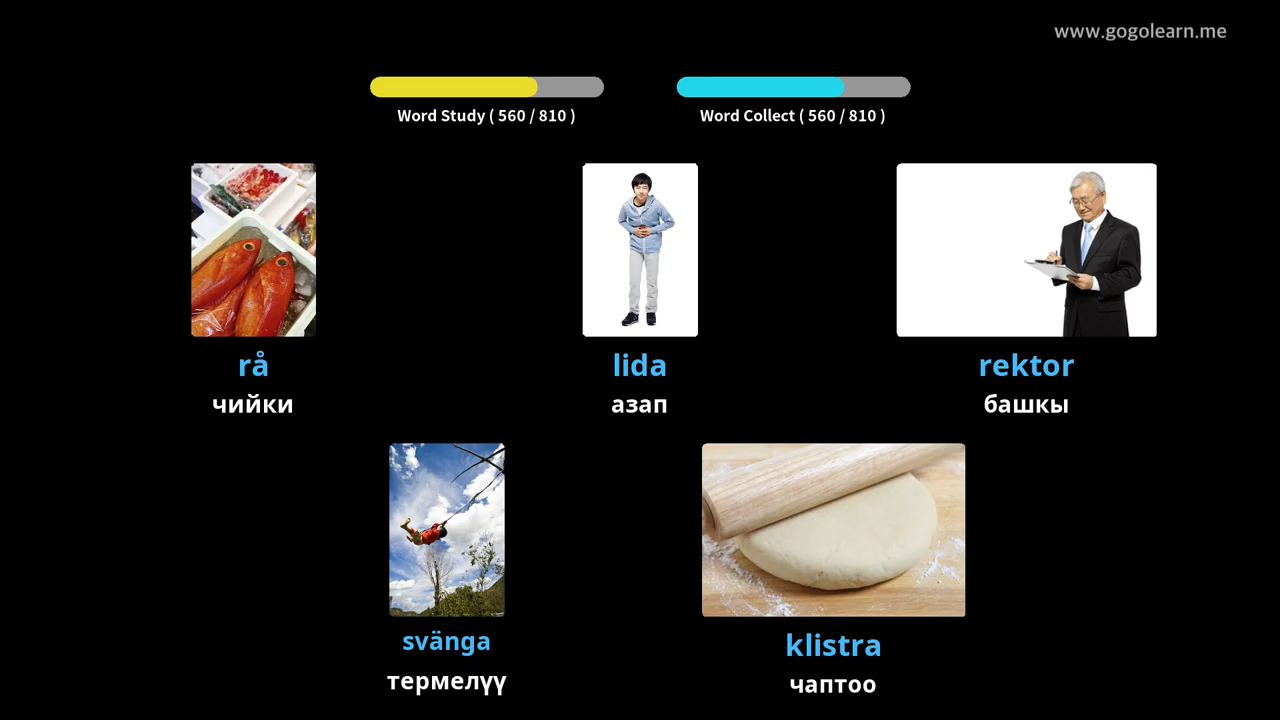 www.gogolearn.me
Word Study ( 560 / 810 )
Word Collect ( 560 / 810 )
rå
чийки
lida
азап
rektor
башкы
svänga
термелүү
klistra
чаптоо